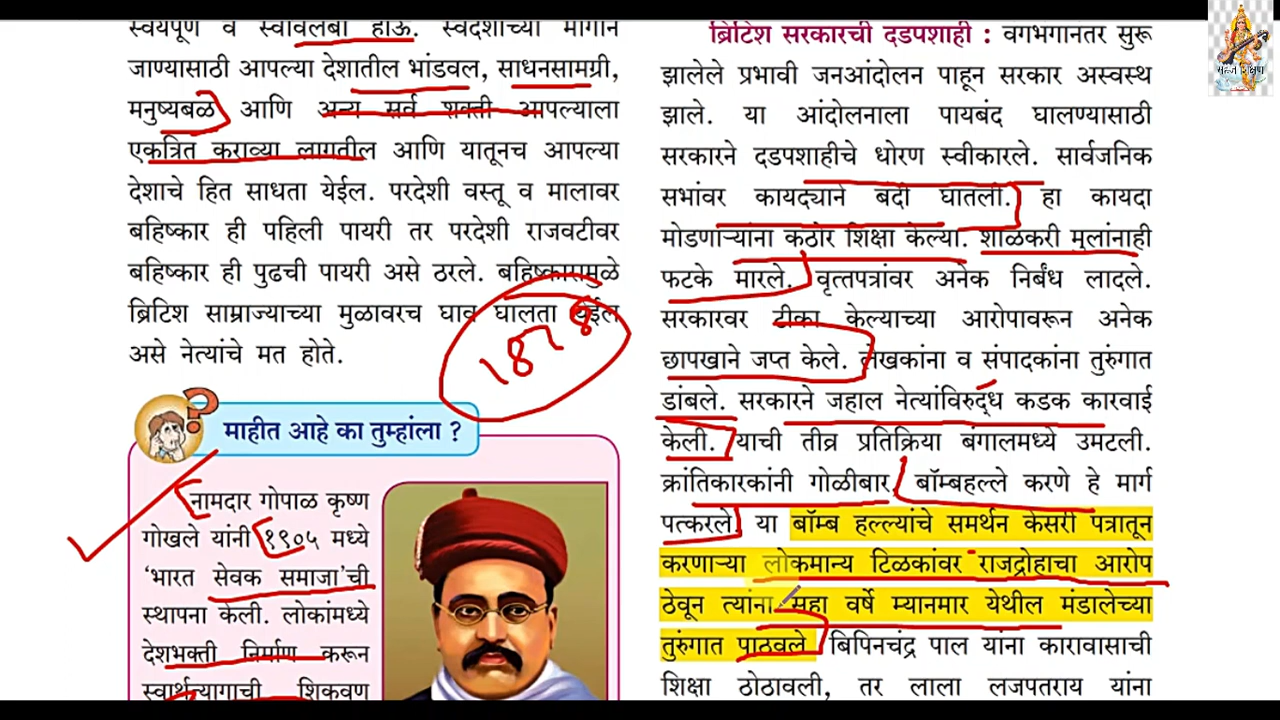 स्वयंपूर्ण व स्वावलंबी होऊ. स्वदेशीच्या मार्गाने
जाण्यासाठी आपल्या देशातील भांडवल, साधनसामग्री,
मनुष्यबळ आणि अन्य सर्व शक्ती आपल्याला
एकत्रित कराव्या लागतील आणि यातूनच आपल्या
देशाचे हित साधता येईल. परदेशी वस्तू व मालावर
बहिष्कार ही पहिली पायरी तर परदेशी राजवटीवर
बहिष्कार ही पुढची पायरी असे ठरले. बहिष्कारामुळे
ब्रिटिश साम्राज्याच्या मुळावरच घाव घालता येईल
असे नेत्यांचे मत होते.
1878
माहीत आहे का तुम्हांला ?
नामदार गोपाळ कृष्ण
गोखले यांनी १९०५ मध्ये
‘भारत सेवक समाजा’ची
स्थापना केली. लोकांमध्ये
देशभक्ती निर्माण करून
स्वार्थत्यागाची शिकवण
ब्रिटिश सरकारची दडपशाही : वंगभंगानंतर सुरू
झालेले प्रभावी जनआंदोलन पाहून सरकार अस्वस्थ
झाले. या आंदोलनाला पायबंद घालण्यासाठी
सरकारने दडपशाहीचे धोरण स्वीकारले. सार्वजनिक
सभांवर कायद्याने बंदी घातली. हा कायदा
मोडणाऱ्यांना कठोर शिक्षा केल्या. शाळकरी मुलांनाही
फटके मारले. वृत्तपत्रांवर अनेक निर्बंध लादले.
सरकारवर टीका केल्याच्या आरोपावरून अनेक
छापखाने जप्त केले. लेखकांना व संपादकांना तुरुंगात
डांबले. सरकारने जहाल नेत्यांविरुद्ध कडक कारवाई
केली. याची तीव्र प्रतिक्रिया बंगालमध्ये उमटली.
क्रांतिकारकांनी गोळीबार, बॉम्बहल्ले करणे हे मार्ग
पत्करले. या बॉम्ब हल्ल्यांचे समर्थन केसरी पत्रातून
करणाऱ्या लोकमान्य टिळकांवर राजद्रोहाचा आरोप
ठेवून त्यांना सहा वर्षे म्यानमार येथील मंडालेच्या
तुरुंगात पाठवले. बिपिनचंद्र पाल यांना कारावासाची
शिक्षा ठोठावली, तर लाला लजपतराय यांना
सहज शिक्षण